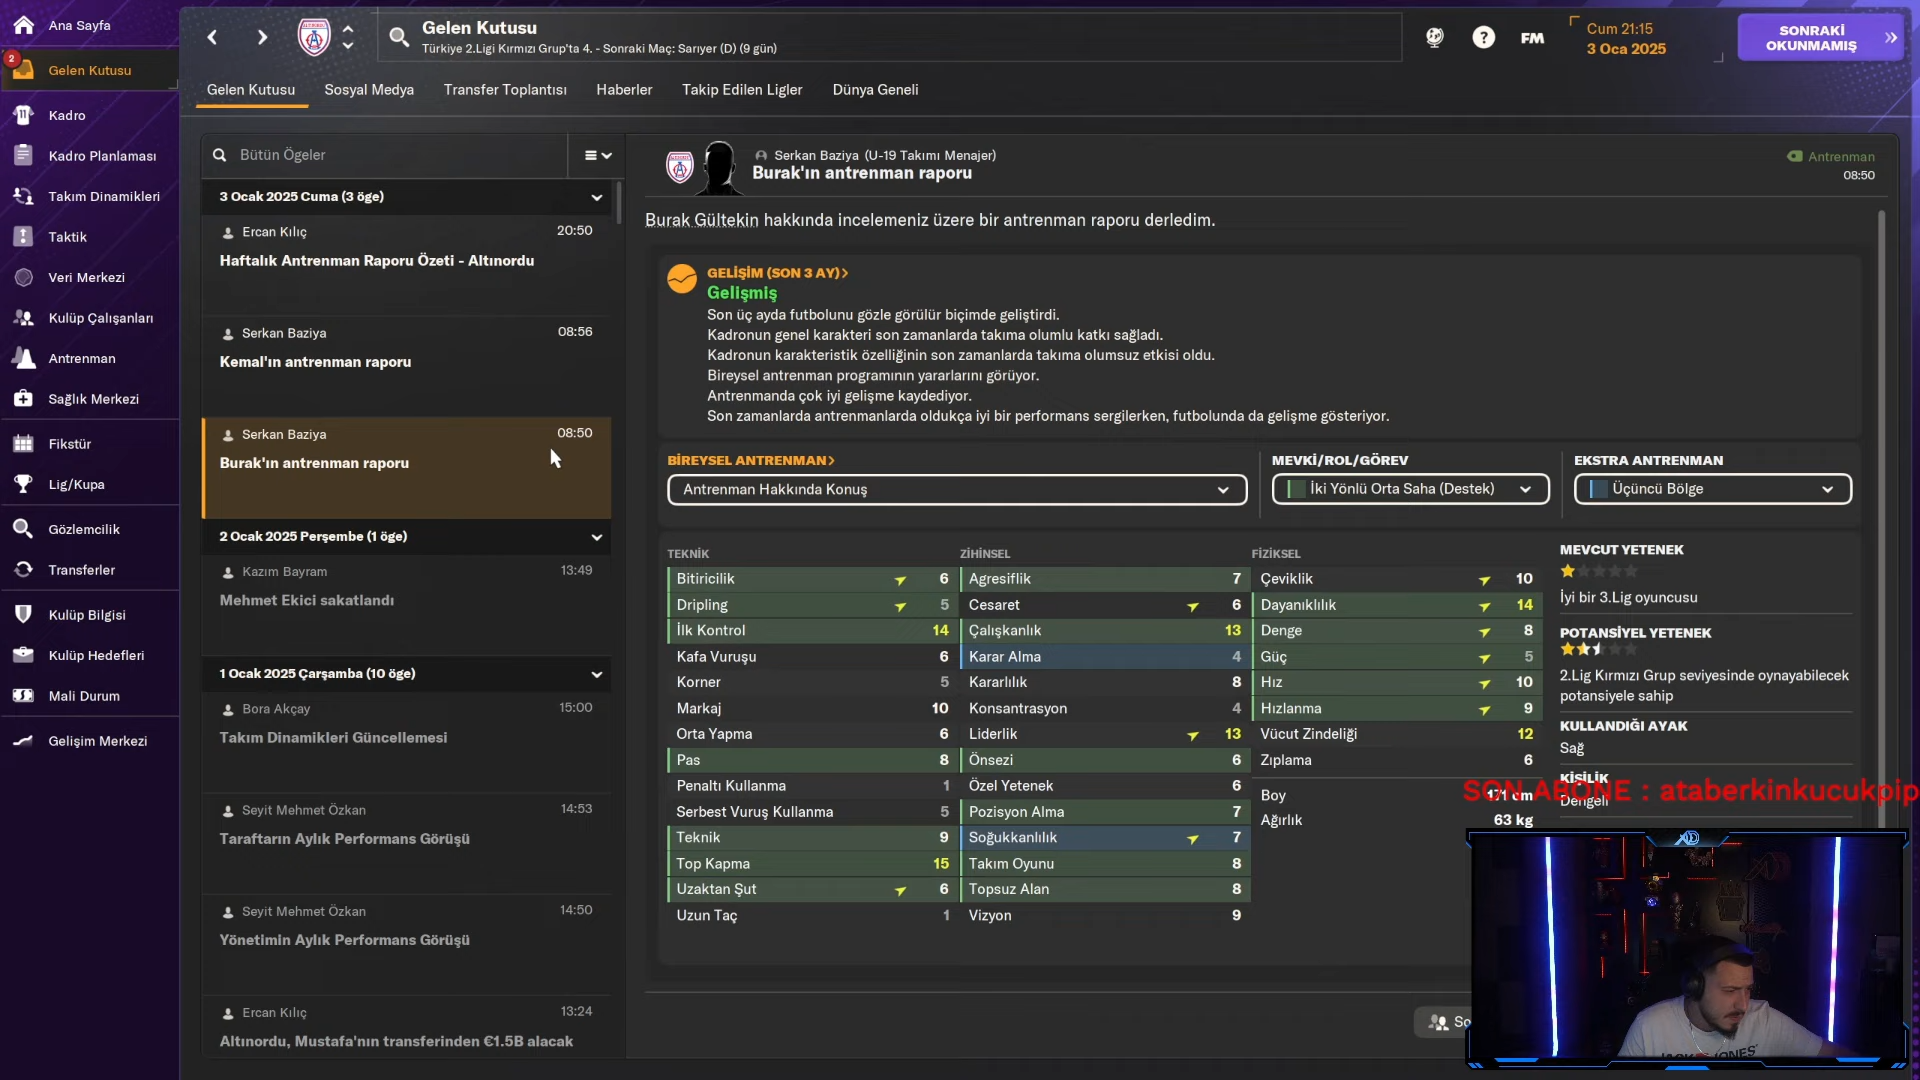 Ana Sayfa
2
Gelen Kutusu
Kadro
Kadro Planlaması
Takım Dinamikleri
Taktik
Veri Merkezi
Kulüp Çalışanları
Antrenman
Sağlık Merkezi
Fikstür
Lig/Kupa
Gözlemcilik
Transferler
Kulüp Bilgisi
Kulüp Hedefleri
Mali Durum
Gelişim Merkezi
Gelen Kutusu
Türkiye 2.Ligi Kırmızı Grup'ta 4. - Sonraki Maç: Sarıyer (D) (9 gün)
FM
Cum 21:15
3 Oca 2025
SONRAKİ
OKUNMAMIŞ
Gelen Kutusu Sosyal Medya Transfer Toplantısı Haberler Takip Edilen Ligler Dünya Geneli
Bütün Ögeler
3 Ocak 2025 Cuma (3 öge)
Ercan Kılıç 20:50
Haftalık Antrenman Raporu Özeti - Altınordu
Serkan Baziya 08:56
Kemal'ın antrenman raporu
Serkan Baziya 08:50
Burak'ın antrenman raporu
2 Ocak 2025 Perşembe (1 öge)
Kazım Bayram 13:49
Mehmet Ekici sakatlandı
1 Ocak 2025 Çarşamba (10 öge)
Bora Akçay 15:00
Takım Dinamikleri Güncellemesi
Seyit Mehmet Özkan 14:53
Taraftarın Aylık Performans Görüşü
Seyit Mehmet Özkan 14:50
Yönetimin Aylık Performans Görüşü
Ercan Kılıç 13:24
Altınordu, Mustafa'nın transferinden €1.5B alacak
Serkan Baziya (U-19 Takımı Menajer)
Burak'ın antrenman raporu
Antrenman
08:50
Burak Gültekin hakkında incelemeniz üzere bir antrenman raporu derledim.
GELİŞİM (SON 3 AY)
Gelişmiş
Son üç ayda futbolunu gözle görülür biçimde geliştirdi.
Kadronun genel karakteri son zamanlarda takıma olumlu katkı sağladı.
Kadronun karakteristik özelliğinin son zamanlarda takıma olumsuz etkisi oldu.
Bireysel antrenman programının yararlarını görüyor.
Antrenmanda çok iyi gelişme kaydediyor.
Son zamanlarda antrenmanlarda oldukça iyi bir performans sergilerken, futbolunda da gelişme gösteriyor.
BİREYSEL ANTRENMAN MEVKİ/ROL/GÖREV EKSTRA ANTRENMAN
Antrenman Hakkında Konuş İki Yönlü Orta Saha (Destek) Üçüncü Bölge
TEKNİK ZİHİNSEL FİZİKSEL
Bitiricilik 6 Agresiflik 7 Çeviklik 10
Dripling 5 Cesaret 6 Dayanıklılık 14
İlk Kontrol 14 Çalışkanlık 13 Denge 8
Kafa Vuruşu 6 Karar Alma 4 Güç 5
Korner 5 Kararlılık 8 Hız 10
Markaj 10 Konsantrasyon 4 Hızlanma 9
Orta Yapma 6 Liderlik 13 Vücut Zindeliği 12
Pas 8 Önsezi 6 Zıplama 6
Penaltı Kullanma 1 Özel Yetenek 6
Serbest Vuruş Kullanma 5 Pozisyon Alma 7
Teknik 9 Soğukkanlılık 7
Top Kapma 15 Takım Oyunu 8
Uzaktan Şut 6 Topsuz Alan 8
Uzun Taç 1 Vizyon 9
Boy 171 cm
Ağırlık 63 kg
MEVCUT YETENEK
İyi bir 3.Lig oyuncusu
POTANSİYEL YETENEK
2.Lig Kırmızı Grup seviyesinde oynayabilecek
potansiyele sahip
KULLANDIĞI AYAK
Sağ
KİŞİLİK
Dengeli
SON ABONE : ataberkinkucukpip
So
JACK JONES